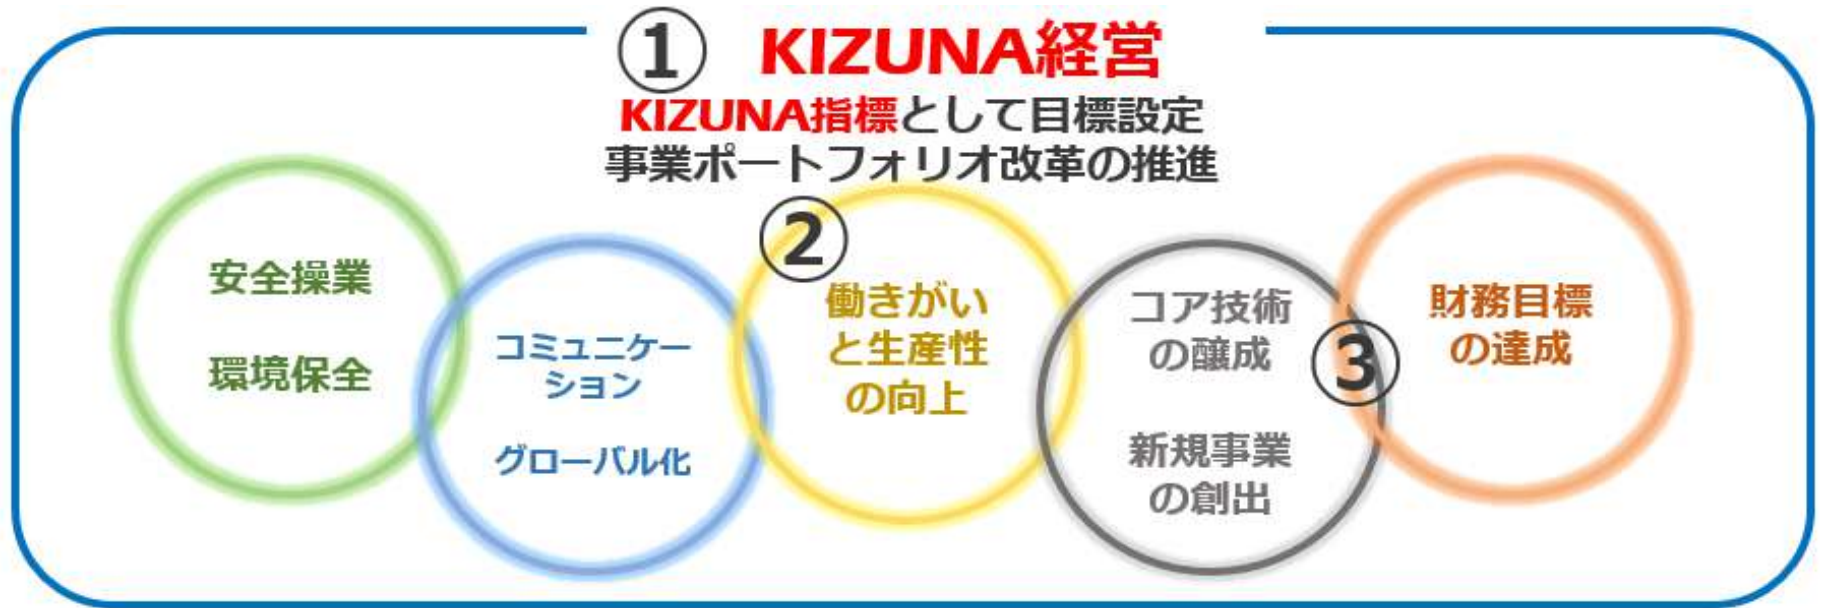 ① KIZUNA経営
KIZUNA指標として目標設定
事業ポートフォリオ改革の推進
安全操業
環境保全
コミュニケー
ション
グローバル化
②
働きがい
と生産性
の向上
コア技術
の醸成
新規事業
の創出
③
財務目標
の達成